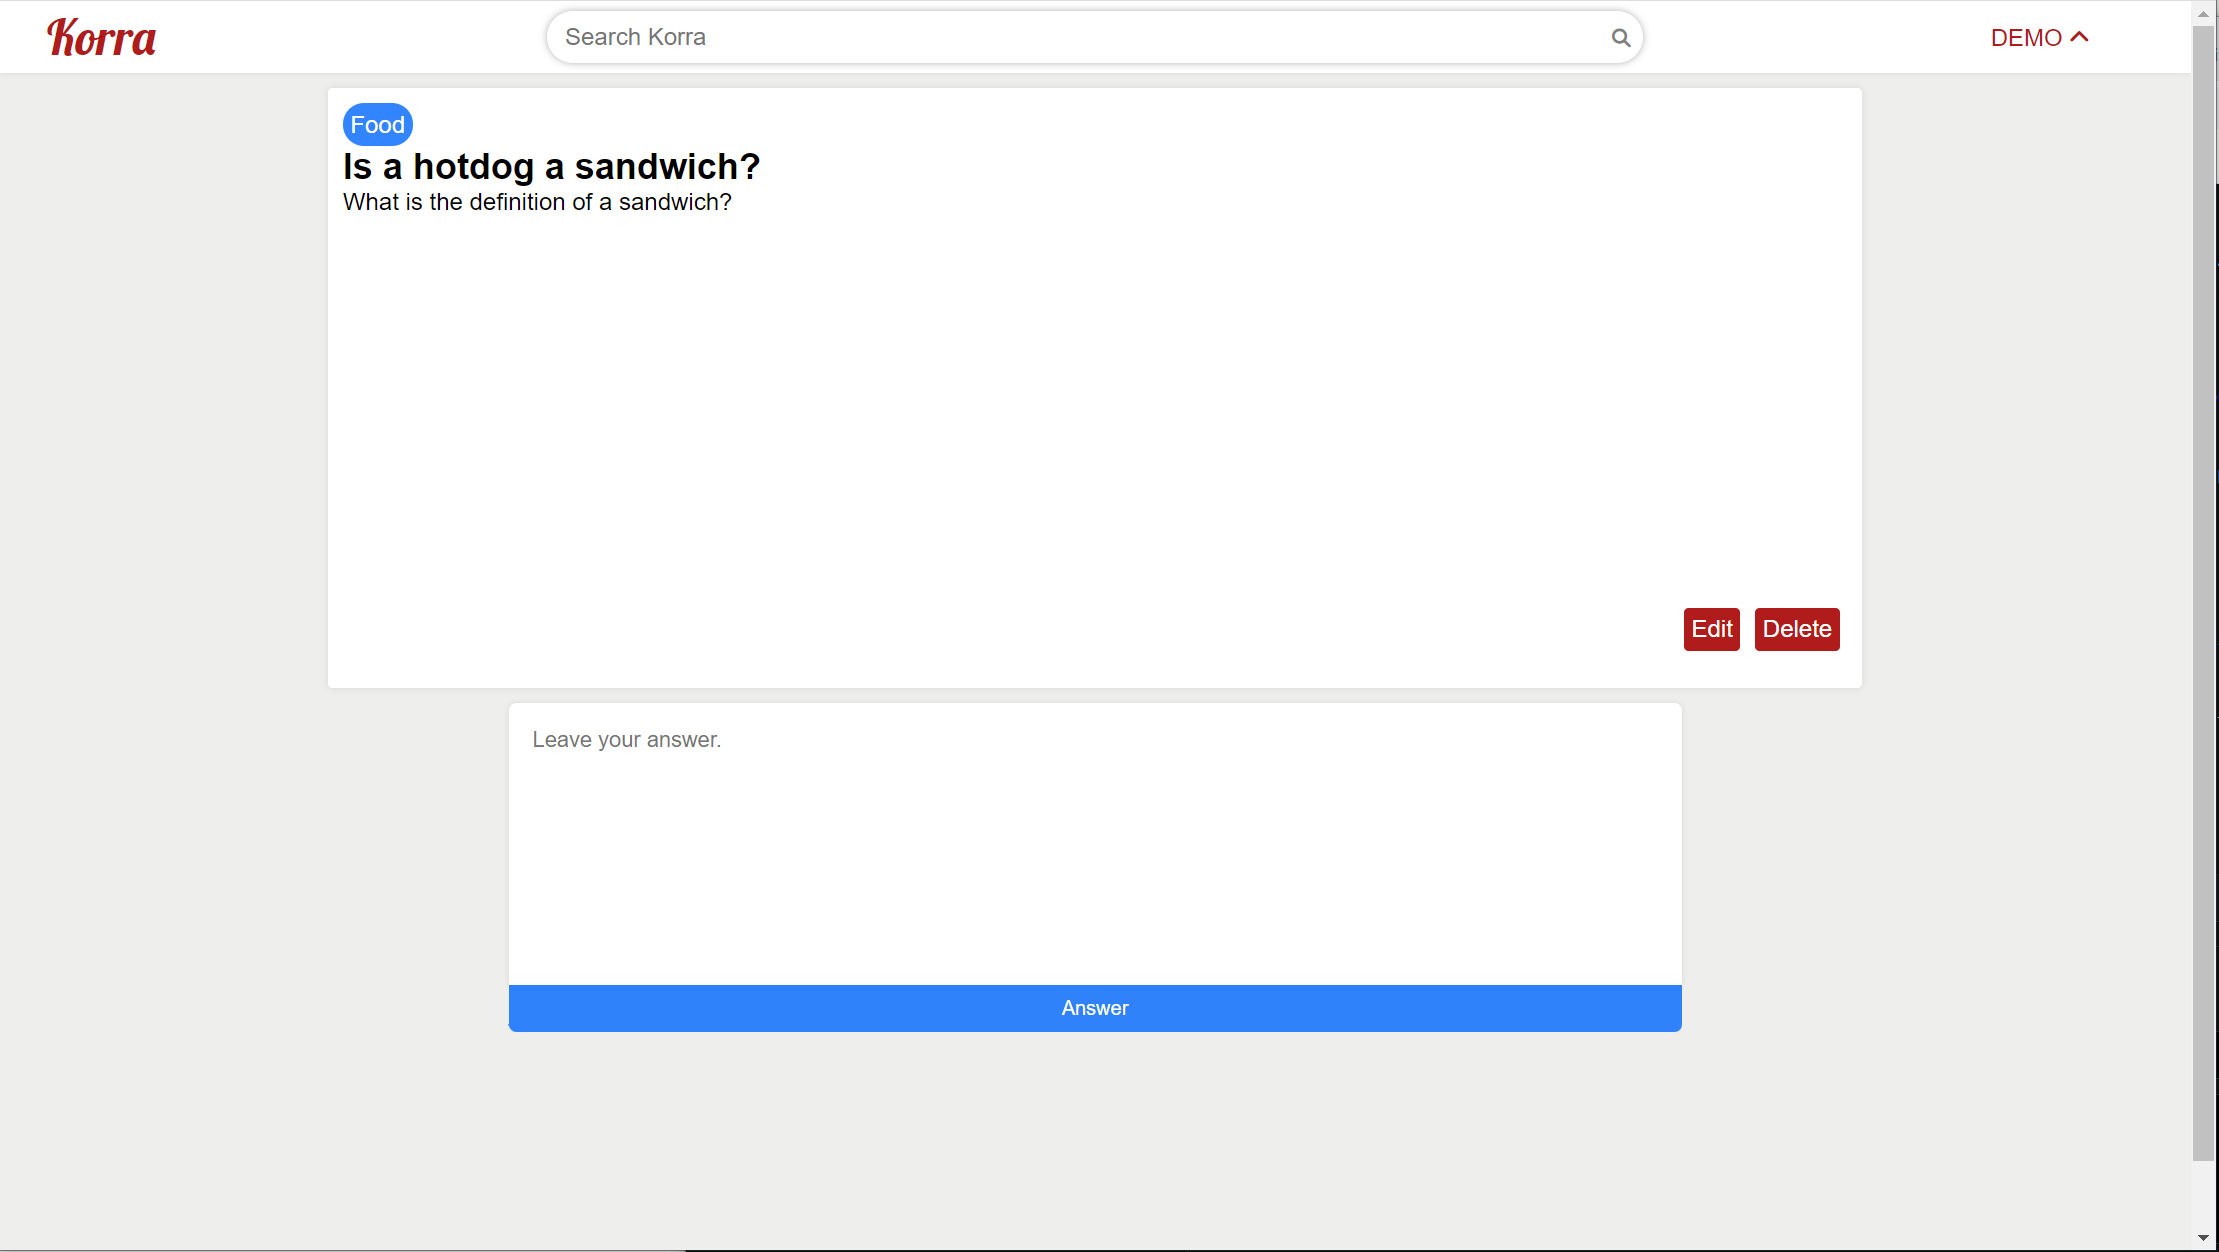 Korra
Search Korra
DEMO
Food
Is a hotdog a sandwich?
What is the definition of a sandwich?
Edit
Delete
Leave your answer.
Answer